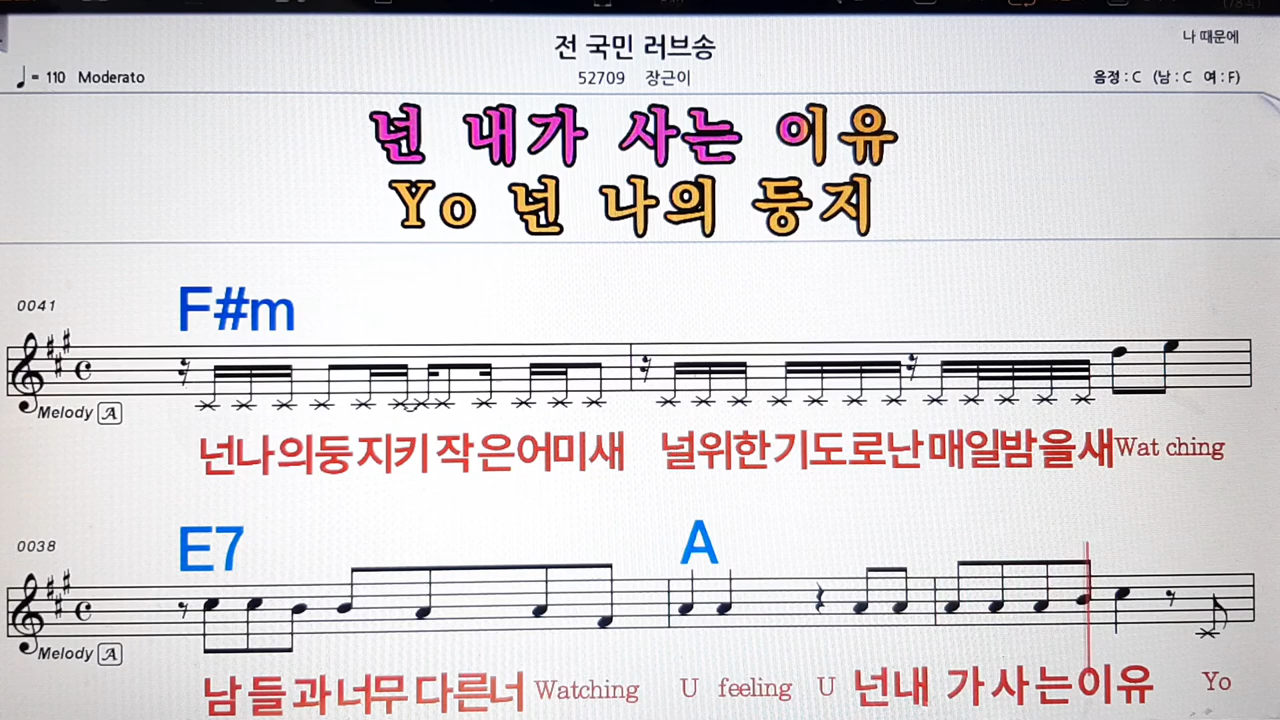 전 국민 러브송
나 때문에
♩= 110 Moderato
52709 장근이
음정 : C (남 : C 여 : F)
넌 내가 사는 이유
Yo 넌 나의 둥지
0041
F#m
Melody A
넌나의둥지키작은어미새 널위한기도로난매일밤을새Wat ching
0038
E7 A
Melody A
남들과너무다른너 Watching U feeling U 넌내 가사는이유 Yo